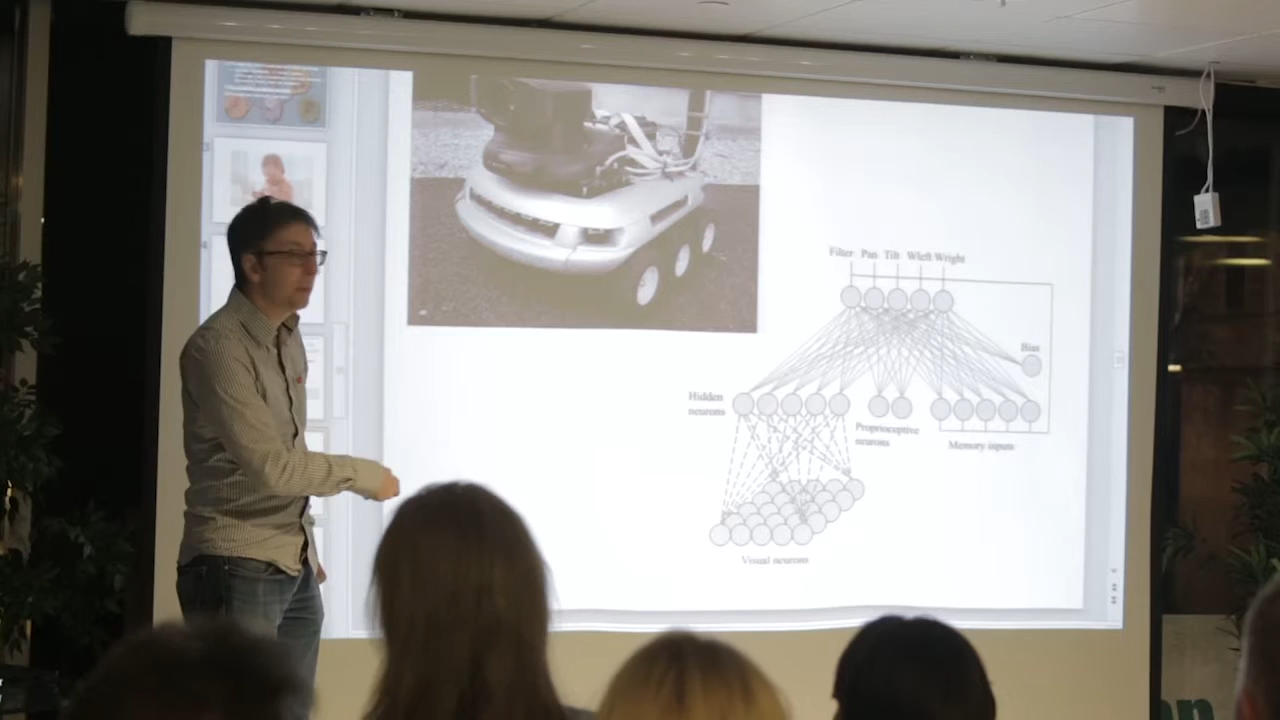 Filter Pan Tilt Wleft Wright
Bias
Hidden
neurons
Proprioceptive
neurons
Memory inputs
Visual neurons